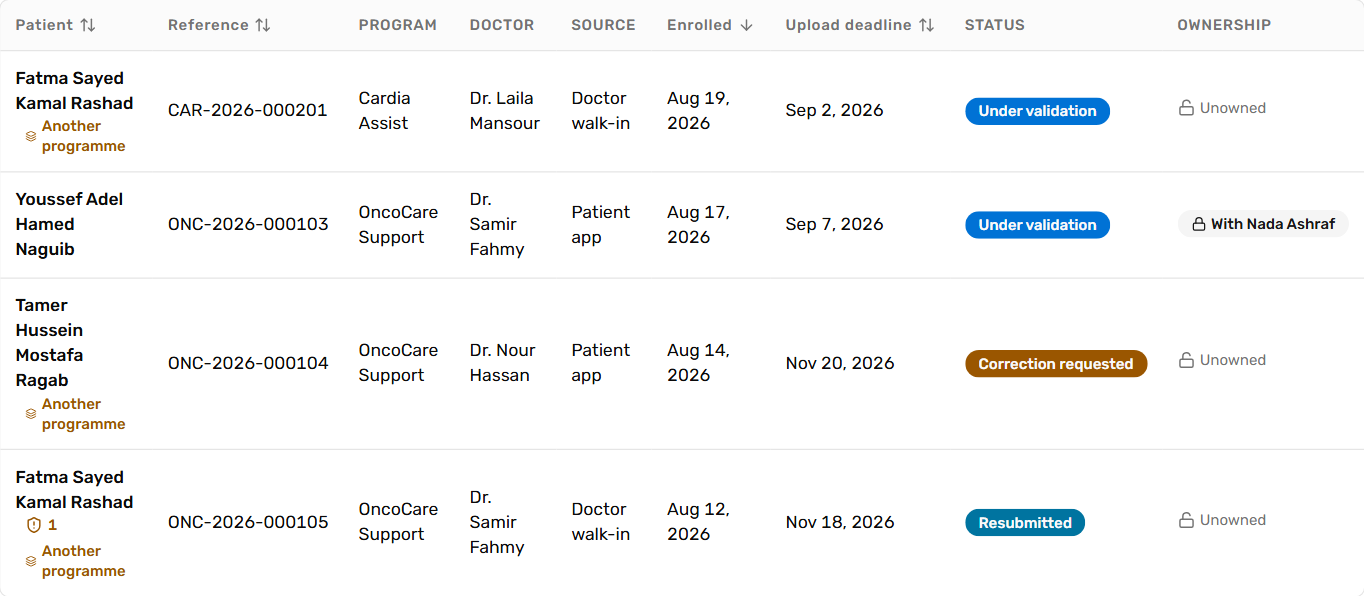 Patient Reference PROGRAM DOCTOR SOURCE Enrolled Upload deadline STATUS OWNERSHIP
Fatma Sayed
Kamal Rashad
Another
programme
CAR-2026-000201
Cardia
Assist
Dr. Laila
Mansour
Doctor
walk-in
Aug 19,
2026
Sep 2, 2026
Under validation
Unowned
Youssef Adel
Hamed
Naguib
ONC-2026-000103
OncoCare
Support
Dr.
Samir
Fahmy
Patient
app
Aug 17,
2026
Sep 7, 2026
Under validation
With Nada Ashraf
Tamer
Hussein
Mostafa
Ragab
Another
programme
ONC-2026-000104
OncoCare
Support
Dr. Nour
Hassan
Patient
app
Aug 14,
2026
Nov 20, 2026
Correction requested
Unowned
Fatma Sayed
Kamal Rashad
1
Another
programme
ONC-2026-000105
OncoCare
Support
Dr.
Samir
Fahmy
Doctor
walk-in
Aug 12,
2026
Nov 18, 2026
Resubmitted
Unowned